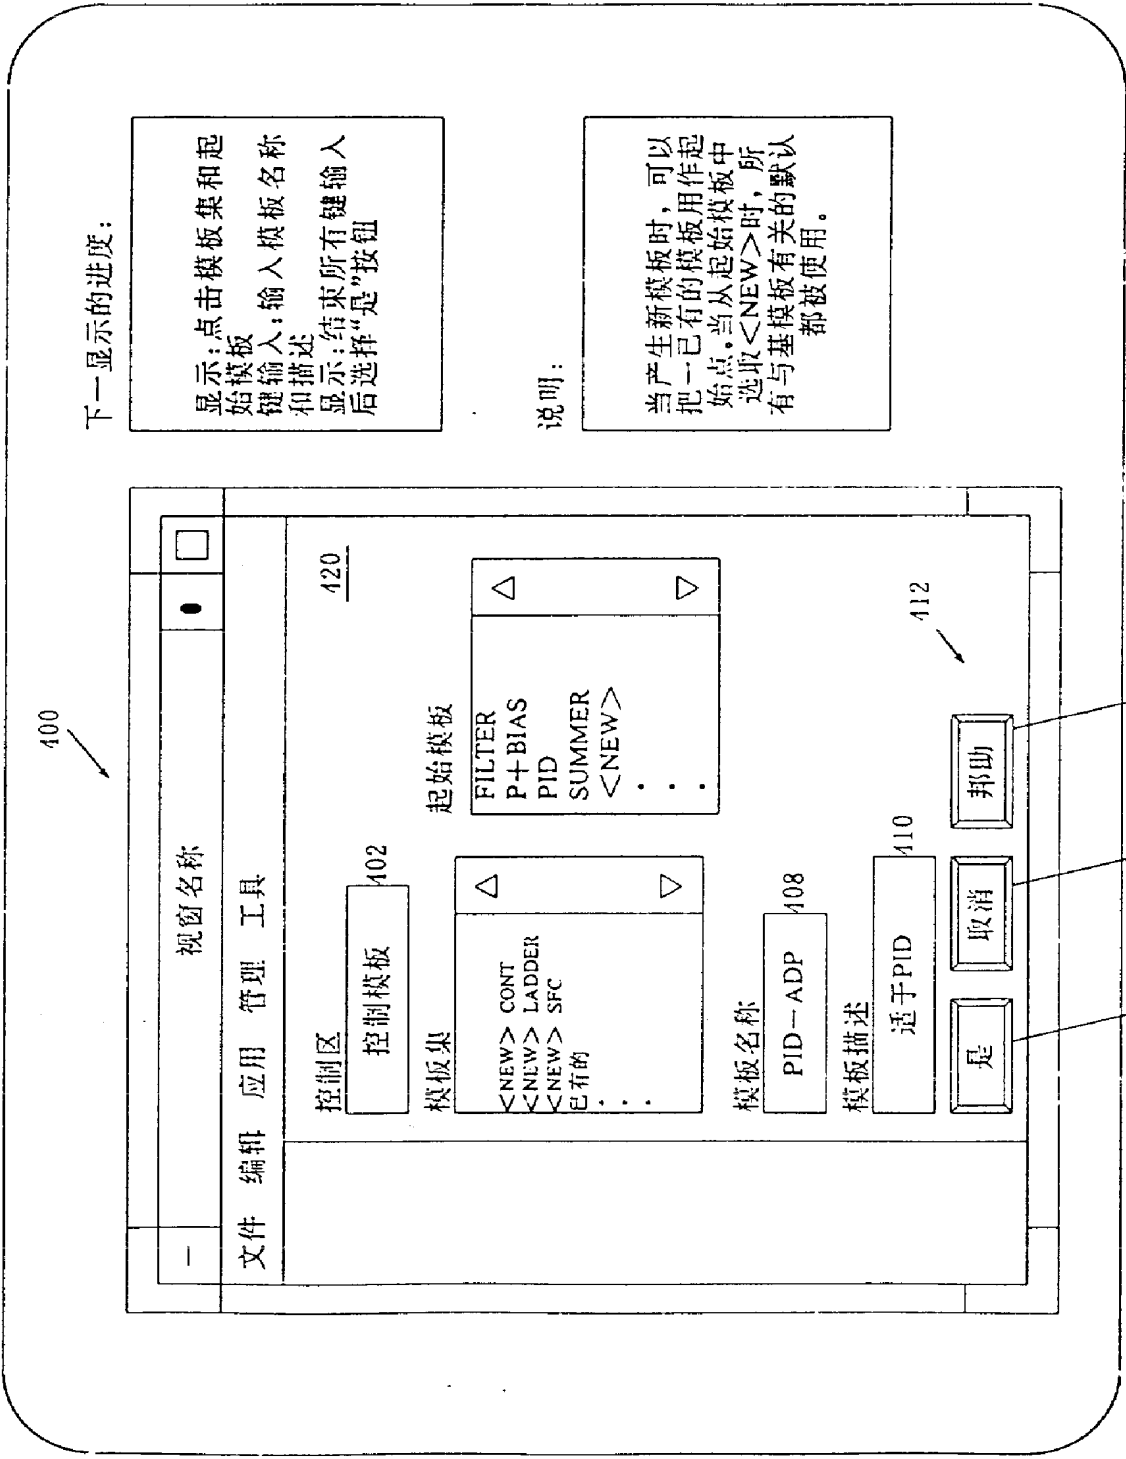 400
视窗名称
文件 编辑 应用 管理 工具
420
控制区
控制模板
402
模板集
<NEW> CONT
<NEW> LADDER
<NEW> SFC
已有的
起始模板
FILTER
P+BIAS
PID
SUMMER
<NEW>
模板名称
PID-ADP
408
模板描述
适于PID
410
412
是
取消
邦助
下一显示的进度:
显示:点击模板集和起
始模板
键输入:输入模板名称
和描述
显示:结束所有键输入
后选择“是”按钮
说明:
当产生新模板时,可以
把一已有的模板用作起
始点。当从起始模板中
选取<NEW>时,所
有与基模板有关的默认
都被使用。